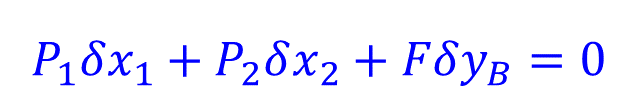 P₁δx₁ + P₂δx₂ + Fδy_B = 0